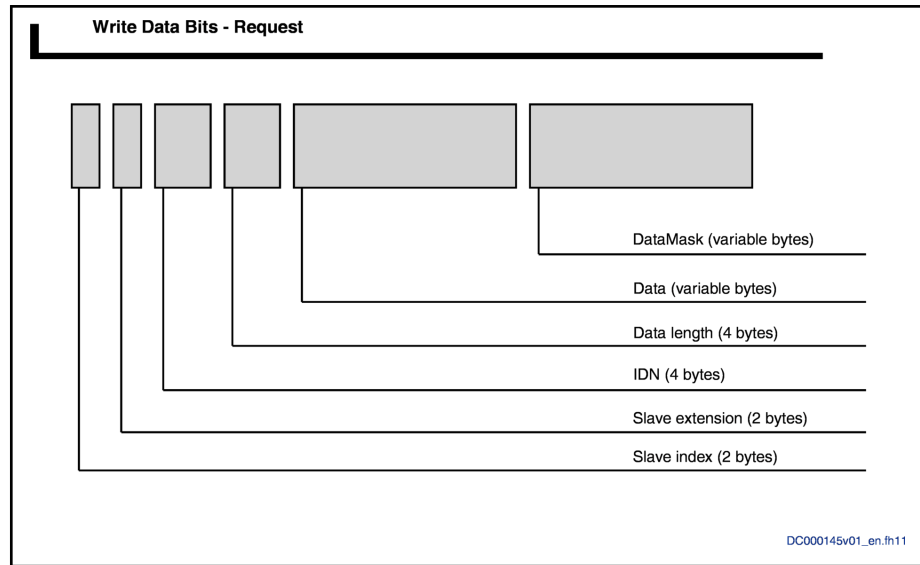 Write Data Bits - Request
DataMask (variable bytes)
Data (variable bytes)
Data length (4 bytes)
IDN (4 bytes)
Slave extension (2 bytes)
Slave index (2 bytes)
DC000145v01_en.fh11